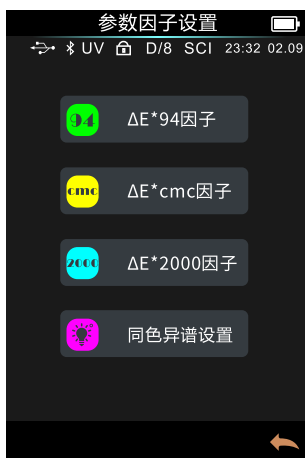 参数因子设置
UV D/8 SCI 23:32 02.09
94 ΔE*94因子
cmc ΔE*cmc因子
2000 ΔE*2000因子
同色异谱设置